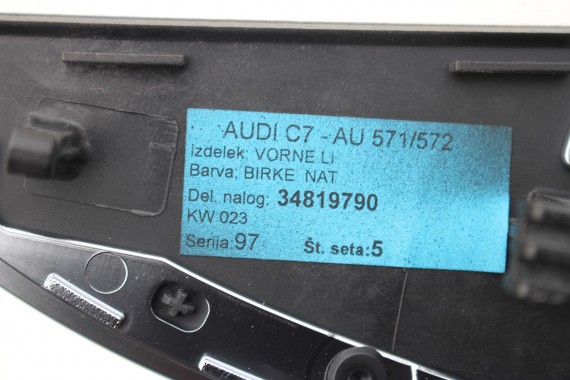 AUDI C7 - AU 571/572
izdelek: VORNE LI
Barva: BIRKE NAT
Del. nalog: 34819790
KW 023
Serija: 97 Št. seta: 5